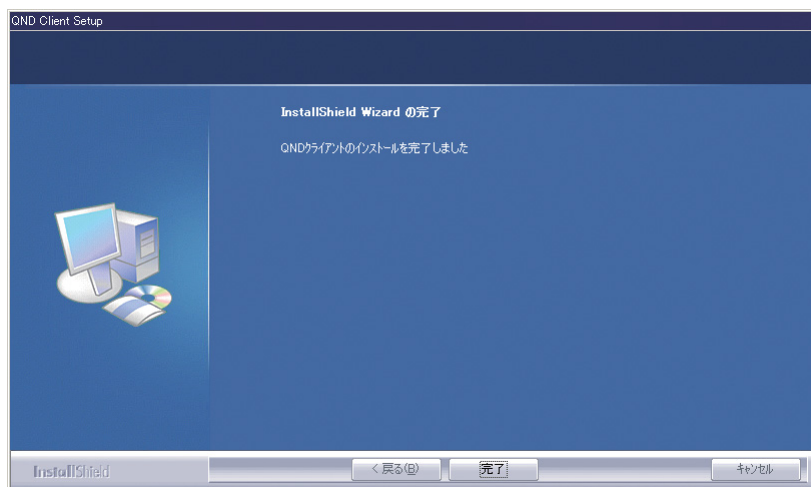 QND Client Setup
InstallShield Wizard の完了
QNDクライアントのインストールを完了しました
InstallShield
< 戻る(B)
完了
キャンセル